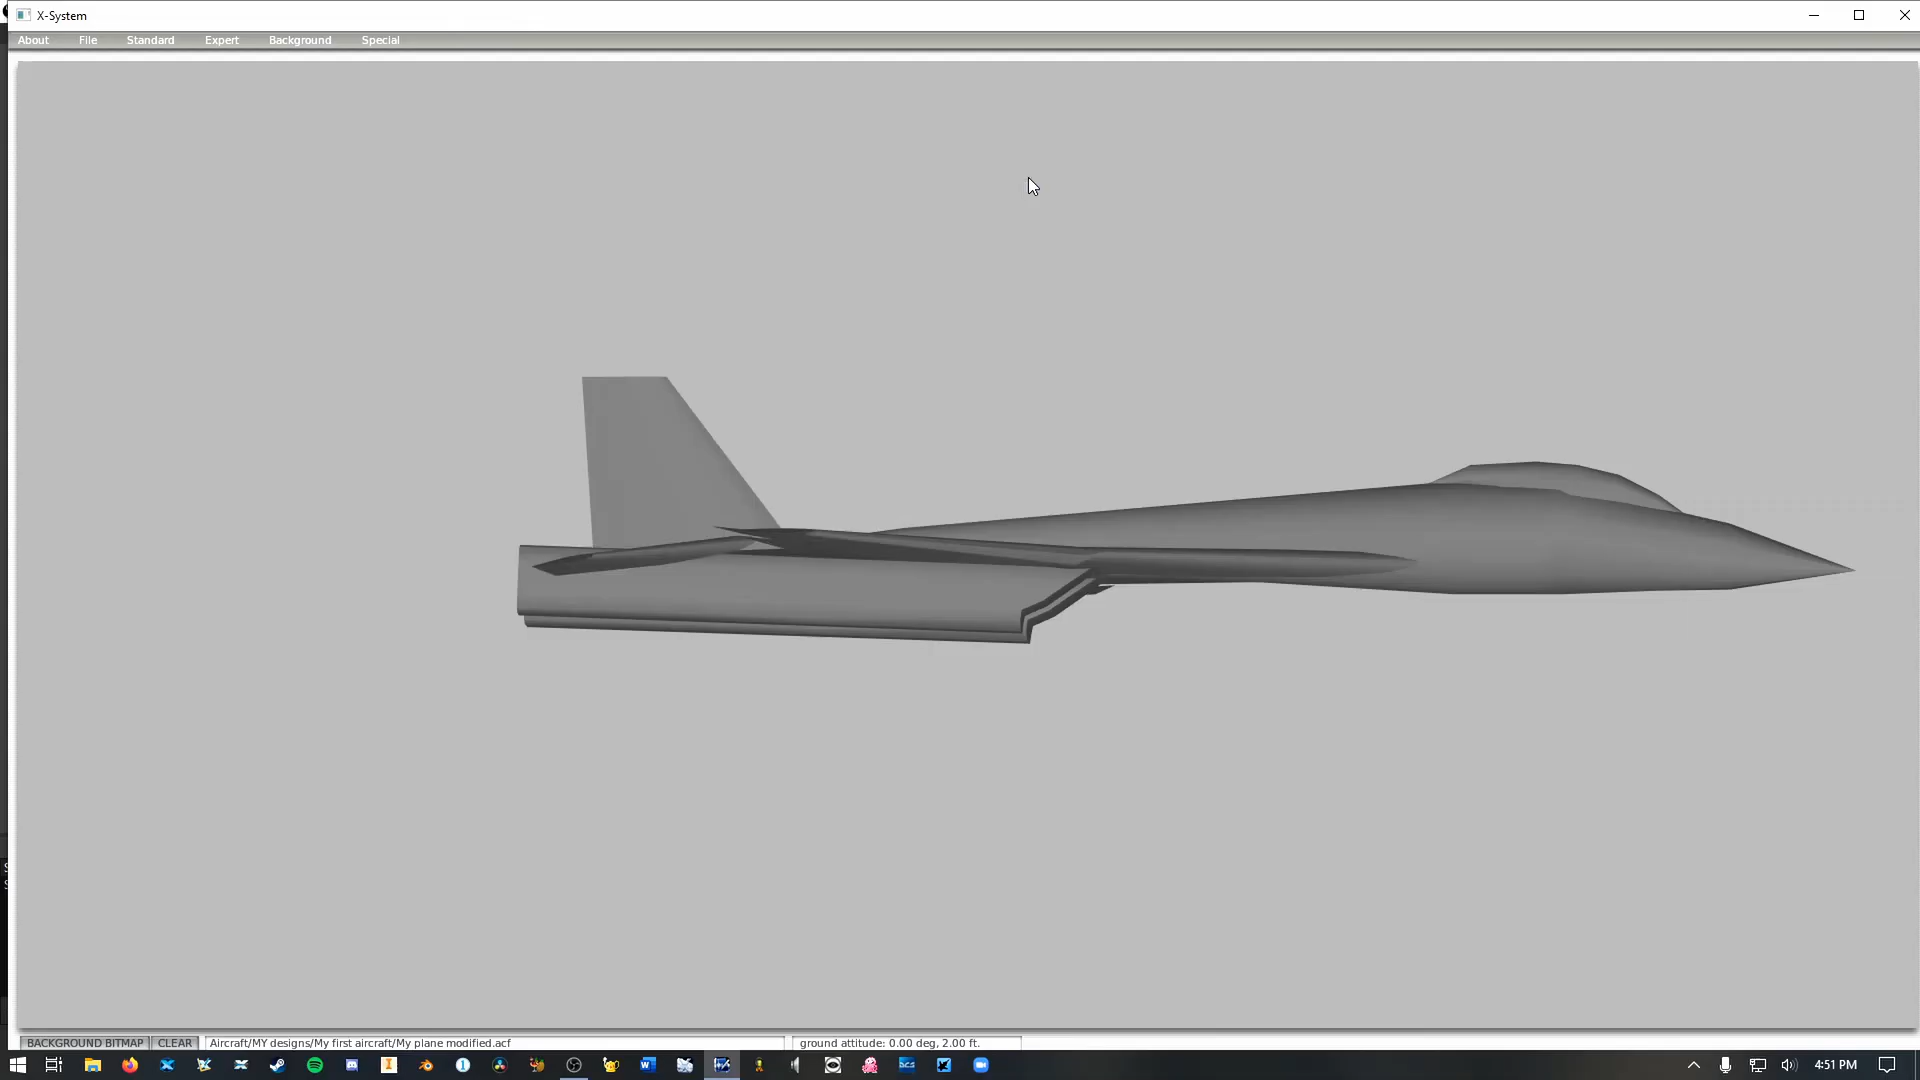 X-System
About File Standard Expert Background Special
BACKGROUND BITMAP CLEAR Aircraft/MY designs/My first aircraft/My plane modified.acf ground attitude: 0.00 deg, 2.00 ft.
4:51 PM